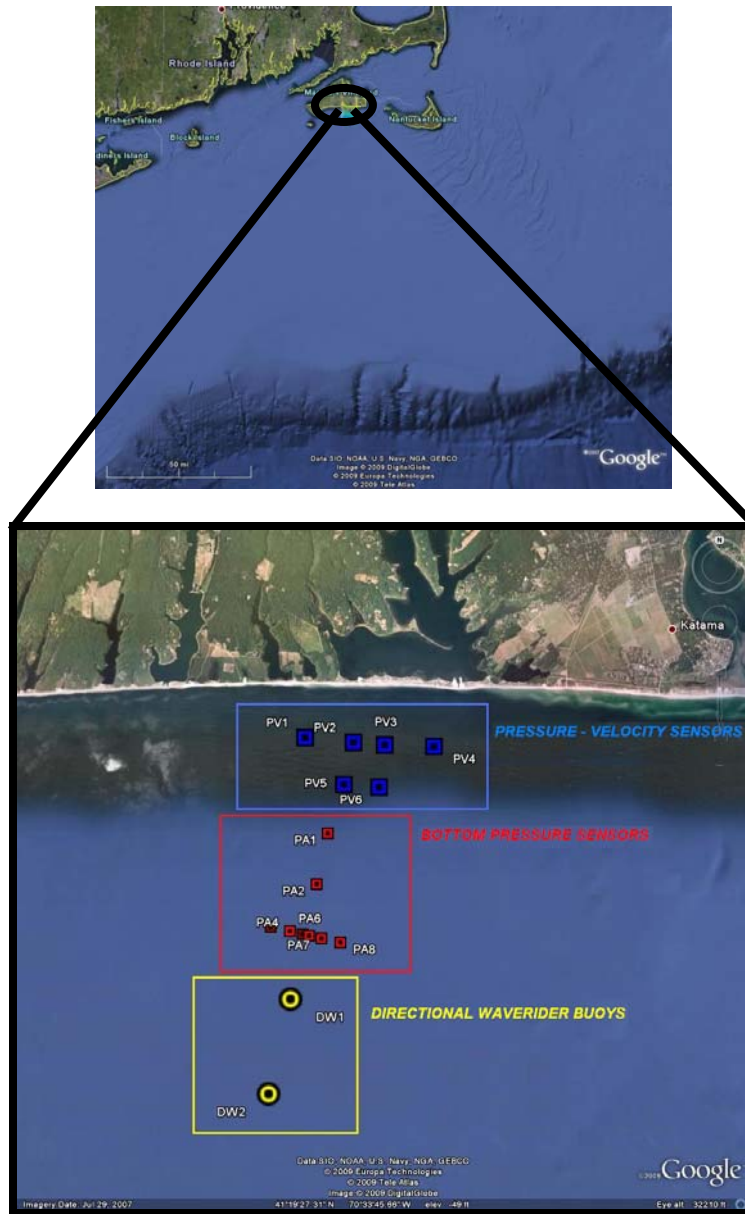 Providence
Rhode Island
Fishers Island
Block Island
Nantucket Island
diners Island
50 mi
Data SIO, NOAA, U.S. Navy, NGA, GEBCO
Image © 2009 DigitalGlobe
© 2009 Europa Technologies
© 2009 Tele Atlas
Google
N
Katama
PV1
PV2
PV3
PV4
PRESSURE - VELOCITY SENSORS
PV5
PV6
PA1
BOTTOM PRESSURE SENSORS
PA2
PA4
PA6
PA7
PA8
DW1
DIRECTIONAL WAVERIDER BUOYS
DW2
Data SIO, NOAA, U.S. Navy, NGA, GEBCO
© 2009 Europa Technologies
© 2009 Tele Atlas
Image © 2009 DigitalGlobe
©2009 Google
Imagery Date: Jul 29, 2007 41°19'27.31" N 70°33'45.66" W elev -49 ft Eye alt 32210 ft